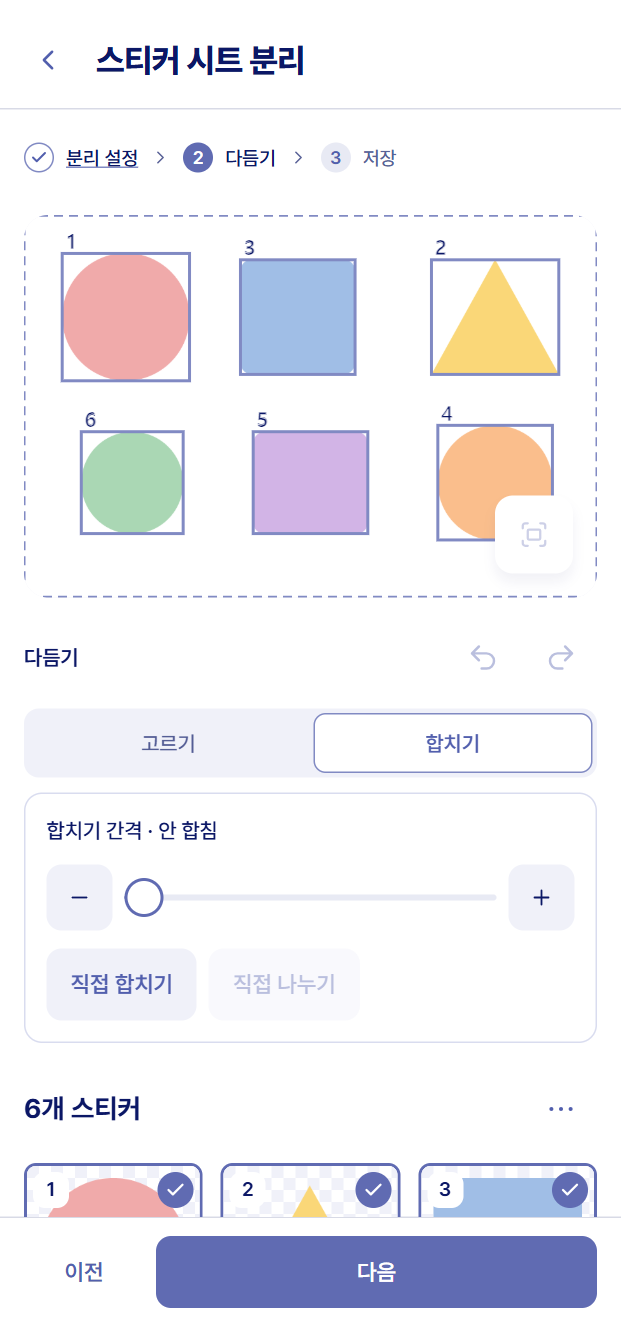 스티커 시트 분리
분리 설정 2 다듬기 3 저장
1 3 2
6 5 4
다듬기
고르기 합치기
합치기 간격 · 안 합침
직접 합치기 직접 나누기
6개 스티커
1 2 3
이전 다음